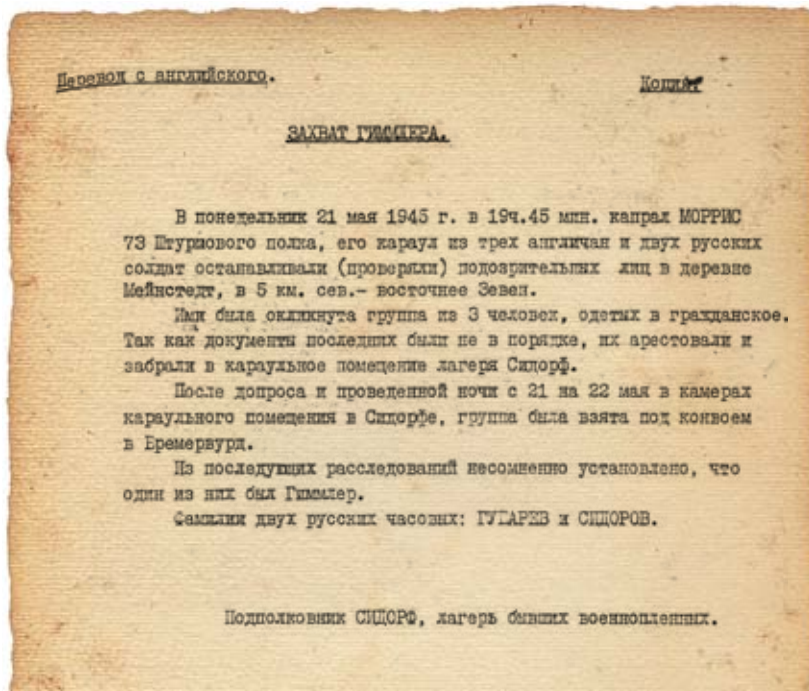 Перевод с английского.
Копия
ЗАХВАТ ГИММЛЕРА.
В понедельник 21 мая 1945 г. в 19ч.45 мин. капрал МОРРИС
73 Штурмового полка, его караул из трех англичан и двух русских
солдат останавливали (проверяли) подозрительных лиц в деревне
Мейнстедт, в 5 км. сев.- восточнее Зевен.
Ими была окликнута группа из 3 человек, одетых в гражданское.
Так как документы последних были не в порядке, их арестовали и
забрали в караульное помещение лагеря Сидорф.
После допроса и проведенной ночи с 21 на 22 мая в камерах
караульного помещения в Сидорфе, группа была взята под конвоем
в Бремервурд.
Из последующих расследований несомненно установлено, что
один из них был Гиммлер.
Фамилии двух русских часовых: ГУБАРЕВ и СИДОРОВ.
Подполковник СИДОРФ, лагерь бывших военнопленных.